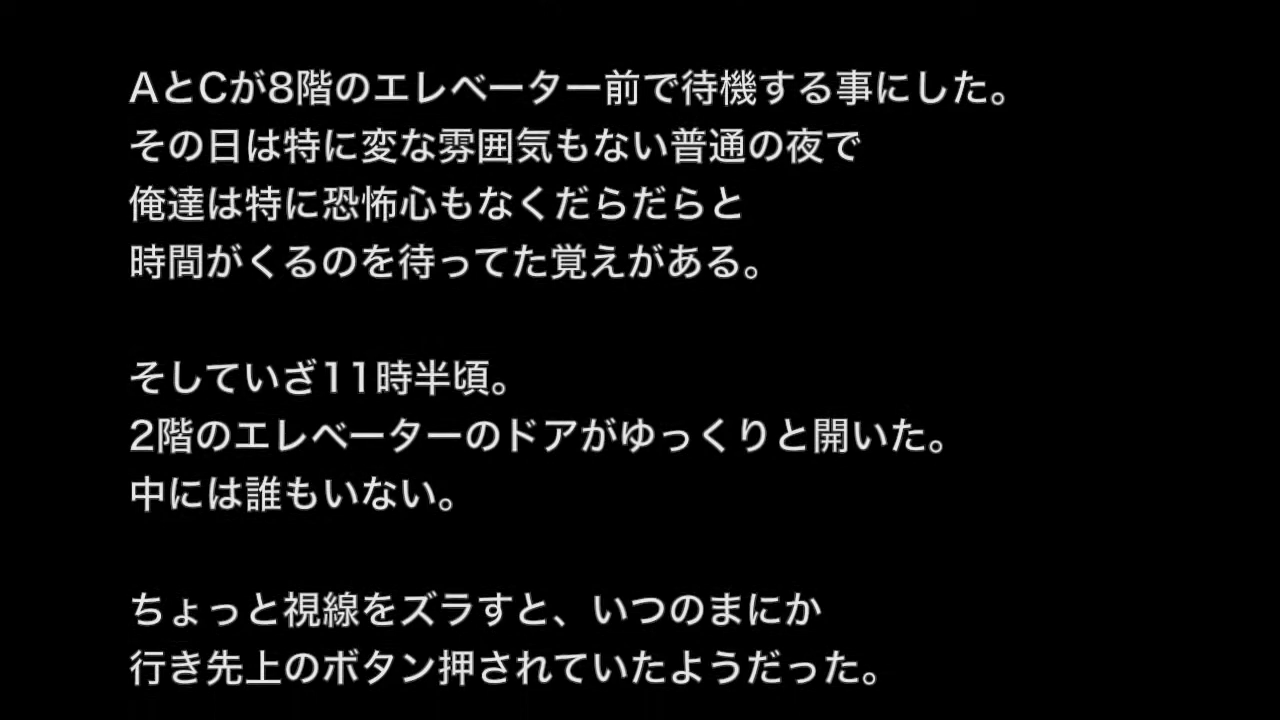 AとCが8階のエレベーター前で待機する事にした。
その日は特に変な雰囲気もない普通の夜で
俺達は特に恐怖心もなくだらだらと
時間がくるのを待ってた覚えがある。
そしていざ11時半頃。
2階のエレベーターのドアがゆっくりと開いた。
中には誰もいない。
ちょっと視線をズラすと、いつのまにか
行き先上のボタン押されていたようだった。